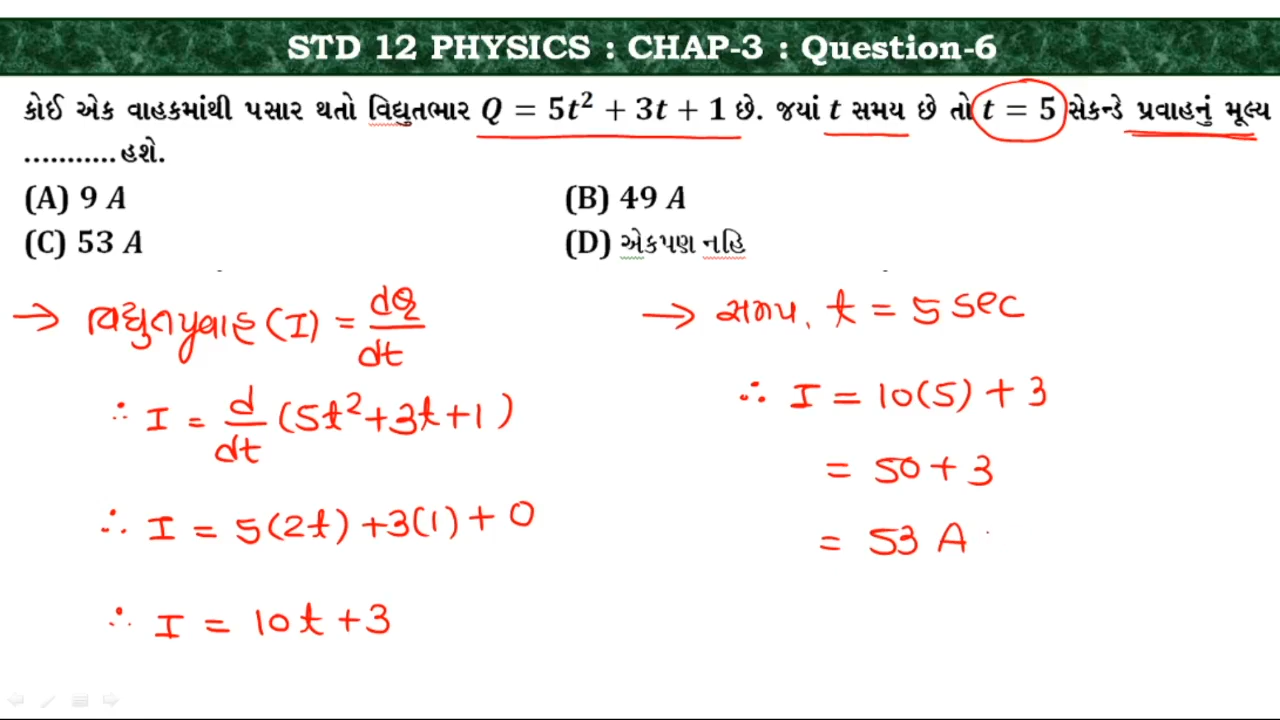 STD 12 PHYSICS : CHAP-3 : Question-6
કોઈ એક વાહકમાંથી પસાર થતો વિદ્યુતભાર Q = 5t² + 3t + 1 છે. જયાં t સમય છે તો t = 5 સેકન્ડે પ્રવાહનું મૂલ્ય
........... હશે.
(A) 9 A
(B) 49 A
(C) 53 A
(D) એકપણ નહિ
→ વિદ્યુતપ્રવાહ (I) = dQ/dt
∴ I = d/dt (5t²+3t+1)
∴ I = 5(2t) +3(1) + 0
∴ I = 10t +3
→ સમય, t = 5 sec
∴ I = 10(5) + 3
= 50 + 3
= 53 A